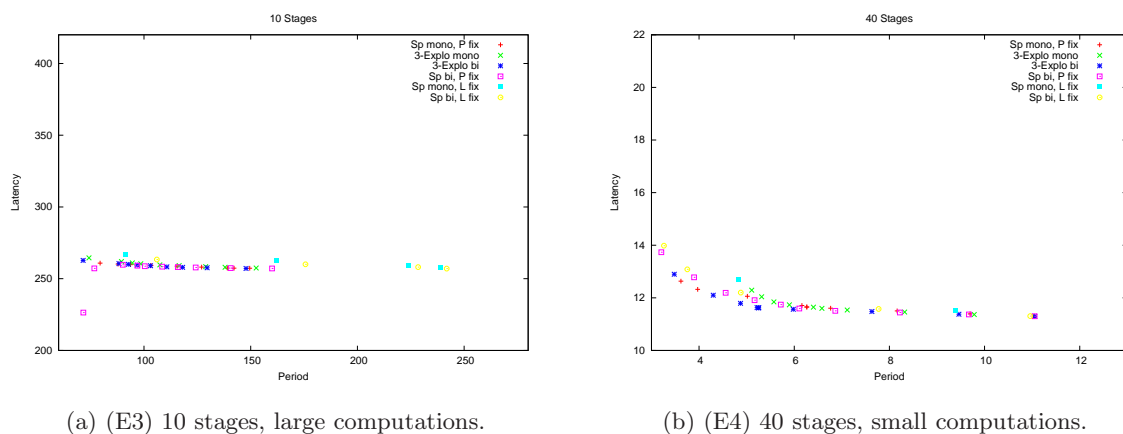 10 Stages
Latency
Period
200
250
300
350
400
100
150
200
250
Sp mono, P fix
3-Explo mono
3-Explo bi
Sp bi, P fix
Sp mono, L fix
Sp bi, L fix
(a) (E3) 10 stages, large computations.
40 Stages
Latency
Period
10
12
14
16
18
20
22
4
6
8
10
12
Sp mono, P fix
3-Explo mono
3-Explo bi
Sp bi, P fix
Sp mono, L fix
Sp bi, L fix
(b) (E4) 40 stages, small computations.